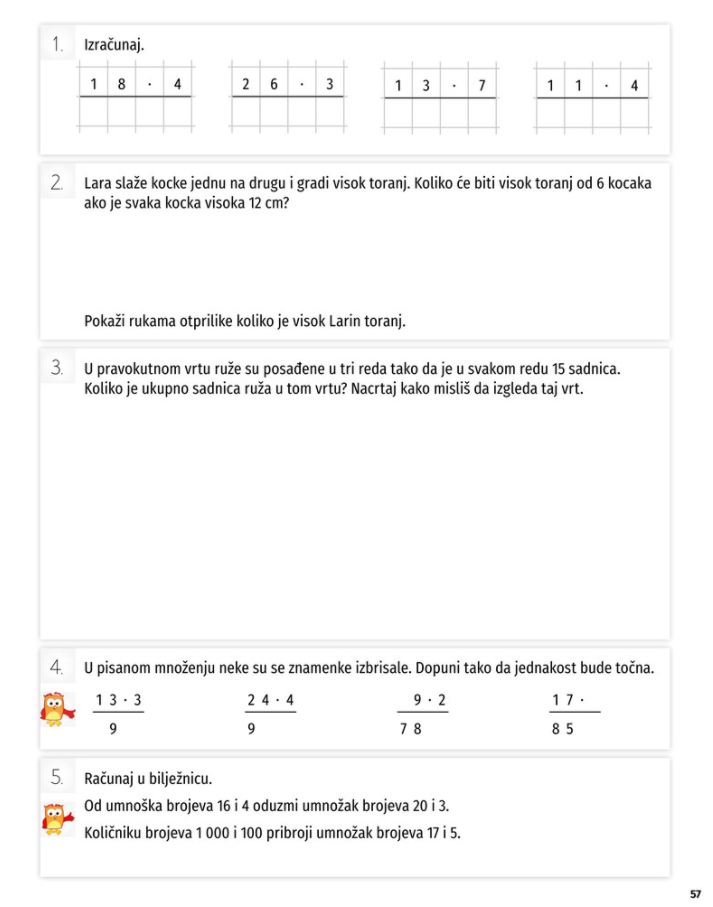 1. Izračunaj.
1 8 · 4
2 6 · 3
1 3 · 7
1 1 · 4
2. Lara slaže kocke jednu na drugu i gradi visok toranj. Koliko će biti visok toranj od 6 kocaka
ako je svaka kocka visoka 12 cm?
Pokaži rukama otprilike koliko je visok Larin toranj.
3. U pravokutnom vrtu ruže su posađene u tri reda tako da je u svakom redu 15 sadnica.
Koliko je ukupno sadnica ruža u tom vrtu? Nacrtaj kako misliš da izgleda taj vrt.
4. U pisanom množenju neke su se znamenke izbrisale. Dopuni tako da jednakost bude točna.
1 3 · 3
9
2 4 · 4
9
9 · 2
7 8
1 7 ·
8 5
5. Računaj u bilježnicu.
Od umnoška brojeva 16 i 4 oduzmi umnožak brojeva 20 i 3.
Količniku brojeva 1 000 i 100 pribroji umnožak brojeva 17 i 5.
57